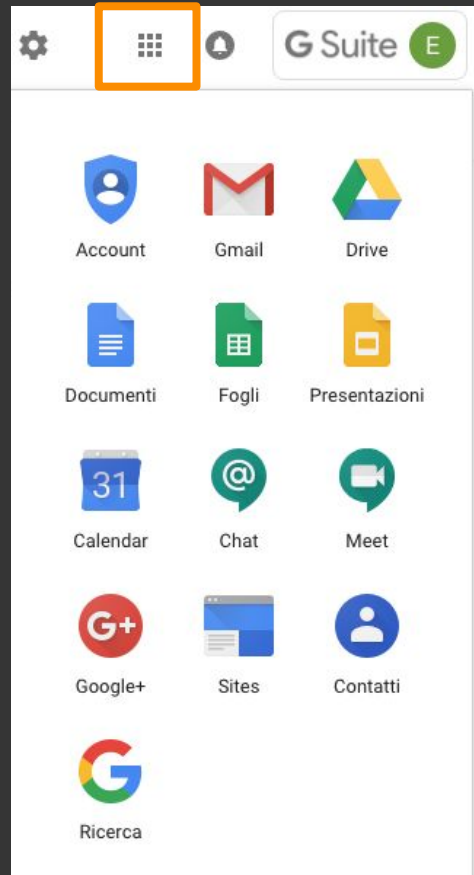 G Suite E
Account Gmail Drive
Documenti Fogli Presentazioni
31
Calendar Chat Meet
G+
Google+ Sites Contatti
G
Ricerca